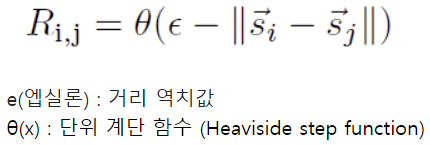 R_{i,j} = θ(ϵ − ‖s⃗_i − s⃗_j‖)
e(엡실론) : 거리 역치값
θ(x) : 단위 계단 함수 (Heaviside step function)